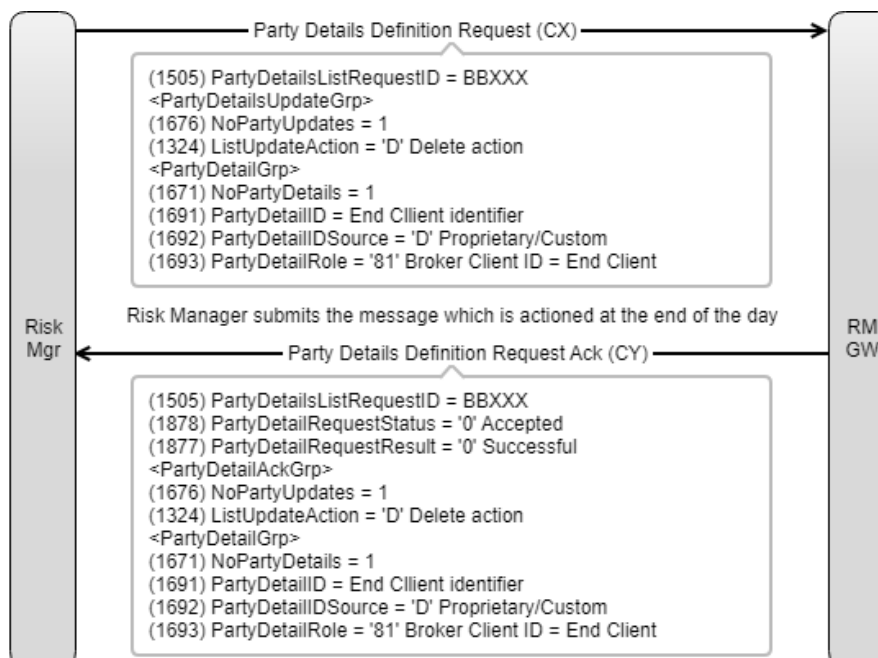 Party Details Definition Request (CX)
(1505) PartyDetailsListRequestID = BBXXX
<PartyDetailsUpdateGrp>
(1676) NoPartyUpdates = 1
(1324) ListUpdateAction = 'D' Delete action
<PartyDetailGrp>
(1671) NoPartyDetails = 1
(1691) PartyDetailID = End Cllient identifier
(1692) PartyDetailIDSource = 'D' Proprietary/Custom
(1693) PartyDetailRole = '81' Broker Client ID = End Client
Risk Manager submits the message which is actioned at the end of the day
Risk
Mgr
RM
GW
Party Details Definition Request Ack (CY)
(1505) PartyDetailsListRequestID = BBXXX
(1878) PartyDetailRequestStatus = '0' Accepted
(1877) PartyDetailRequestResult = '0' Successful
<PartyDetailAckGrp>
(1676) NoPartyUpdates = 1
(1324) ListUpdateAction = 'D' Delete action
<PartyDetailGrp>
(1671) NoPartyDetails = 1
(1691) PartyDetailID = End Cllient identifier
(1692) PartyDetailIDSource = 'D' Proprietary/Custom
(1693) PartyDetailRole = '81' Broker Client ID = End Client